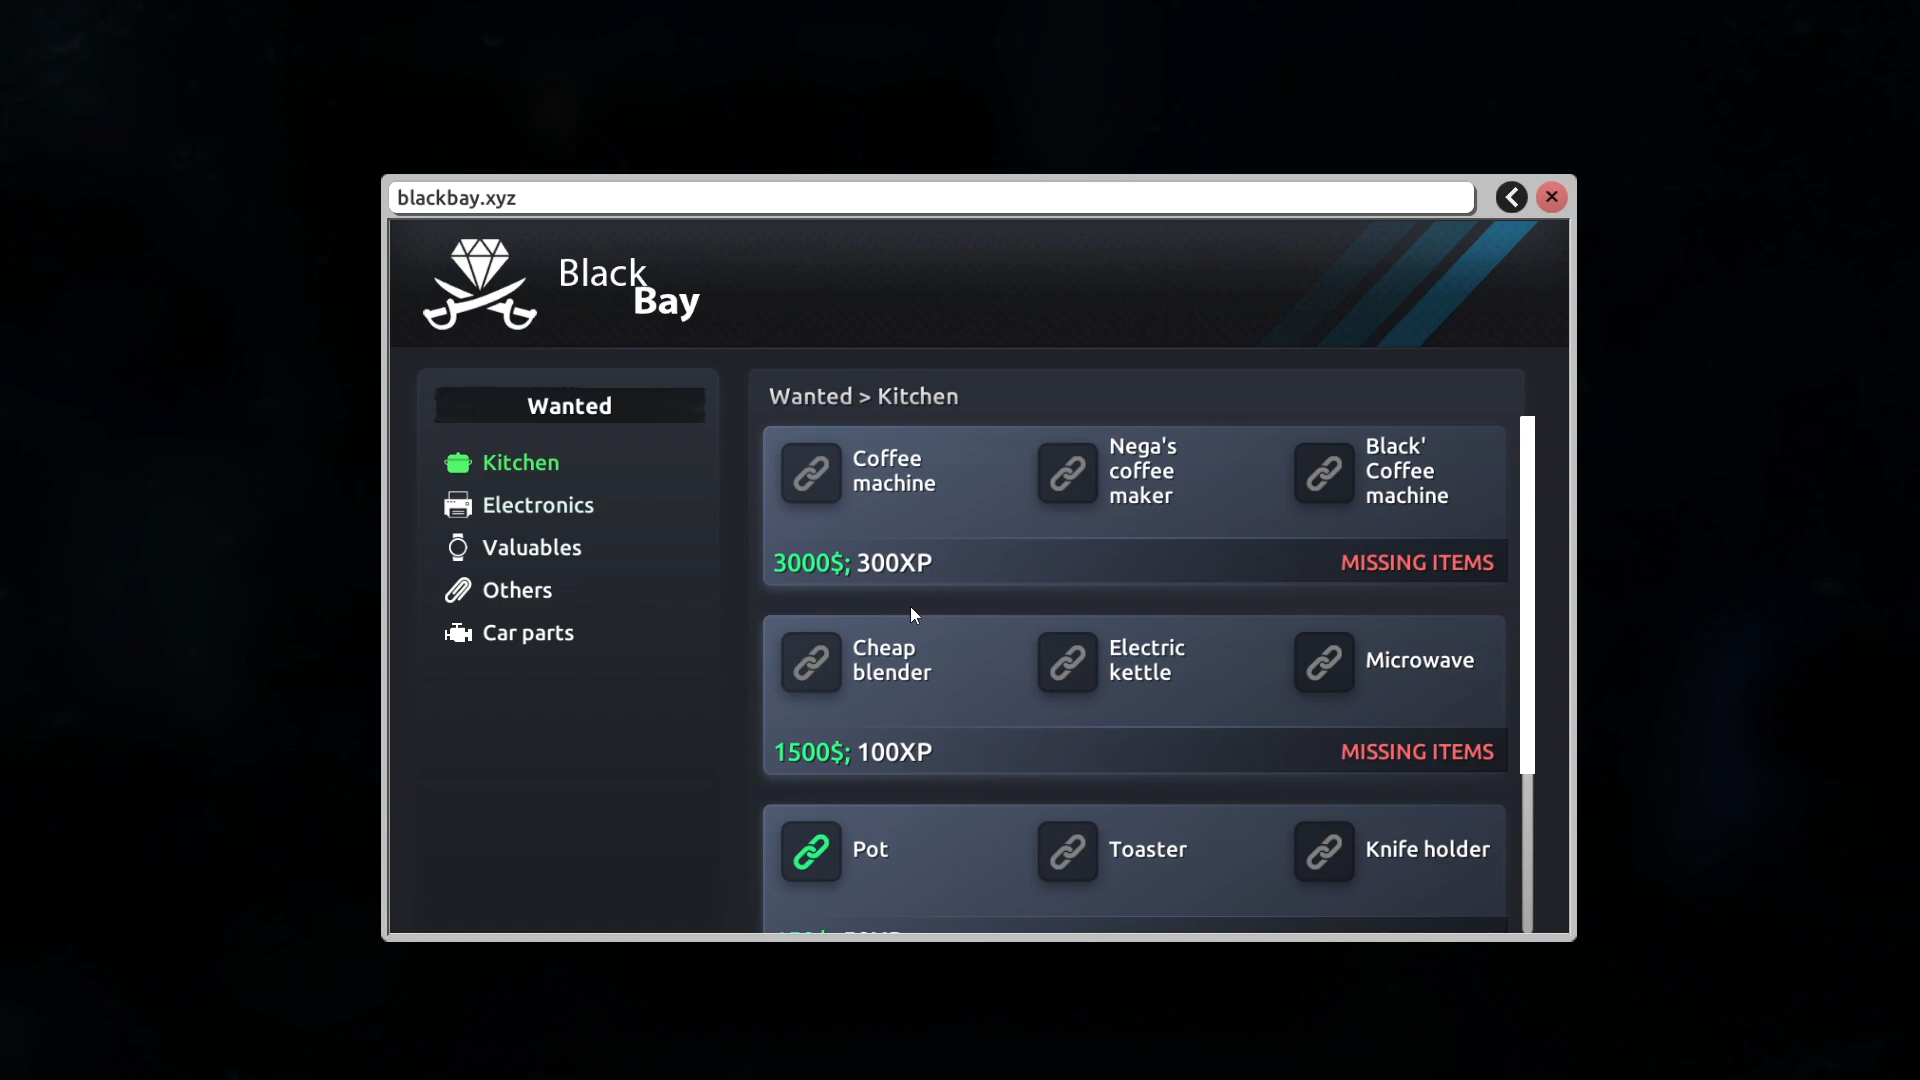 blackbay.xyz
Black
Bay
Wanted
Kitchen
Electronics
Valuables
Others
Car parts
Wanted > Kitchen
Coffee
machine
Nega's
coffee
maker
Black'
Coffee
machine
3000$; 300XP
MISSING ITEMS
Cheap
blender
Electric
kettle
Microwave
1500$; 100XP
MISSING ITEMS
Pot
Toaster
Knife holder